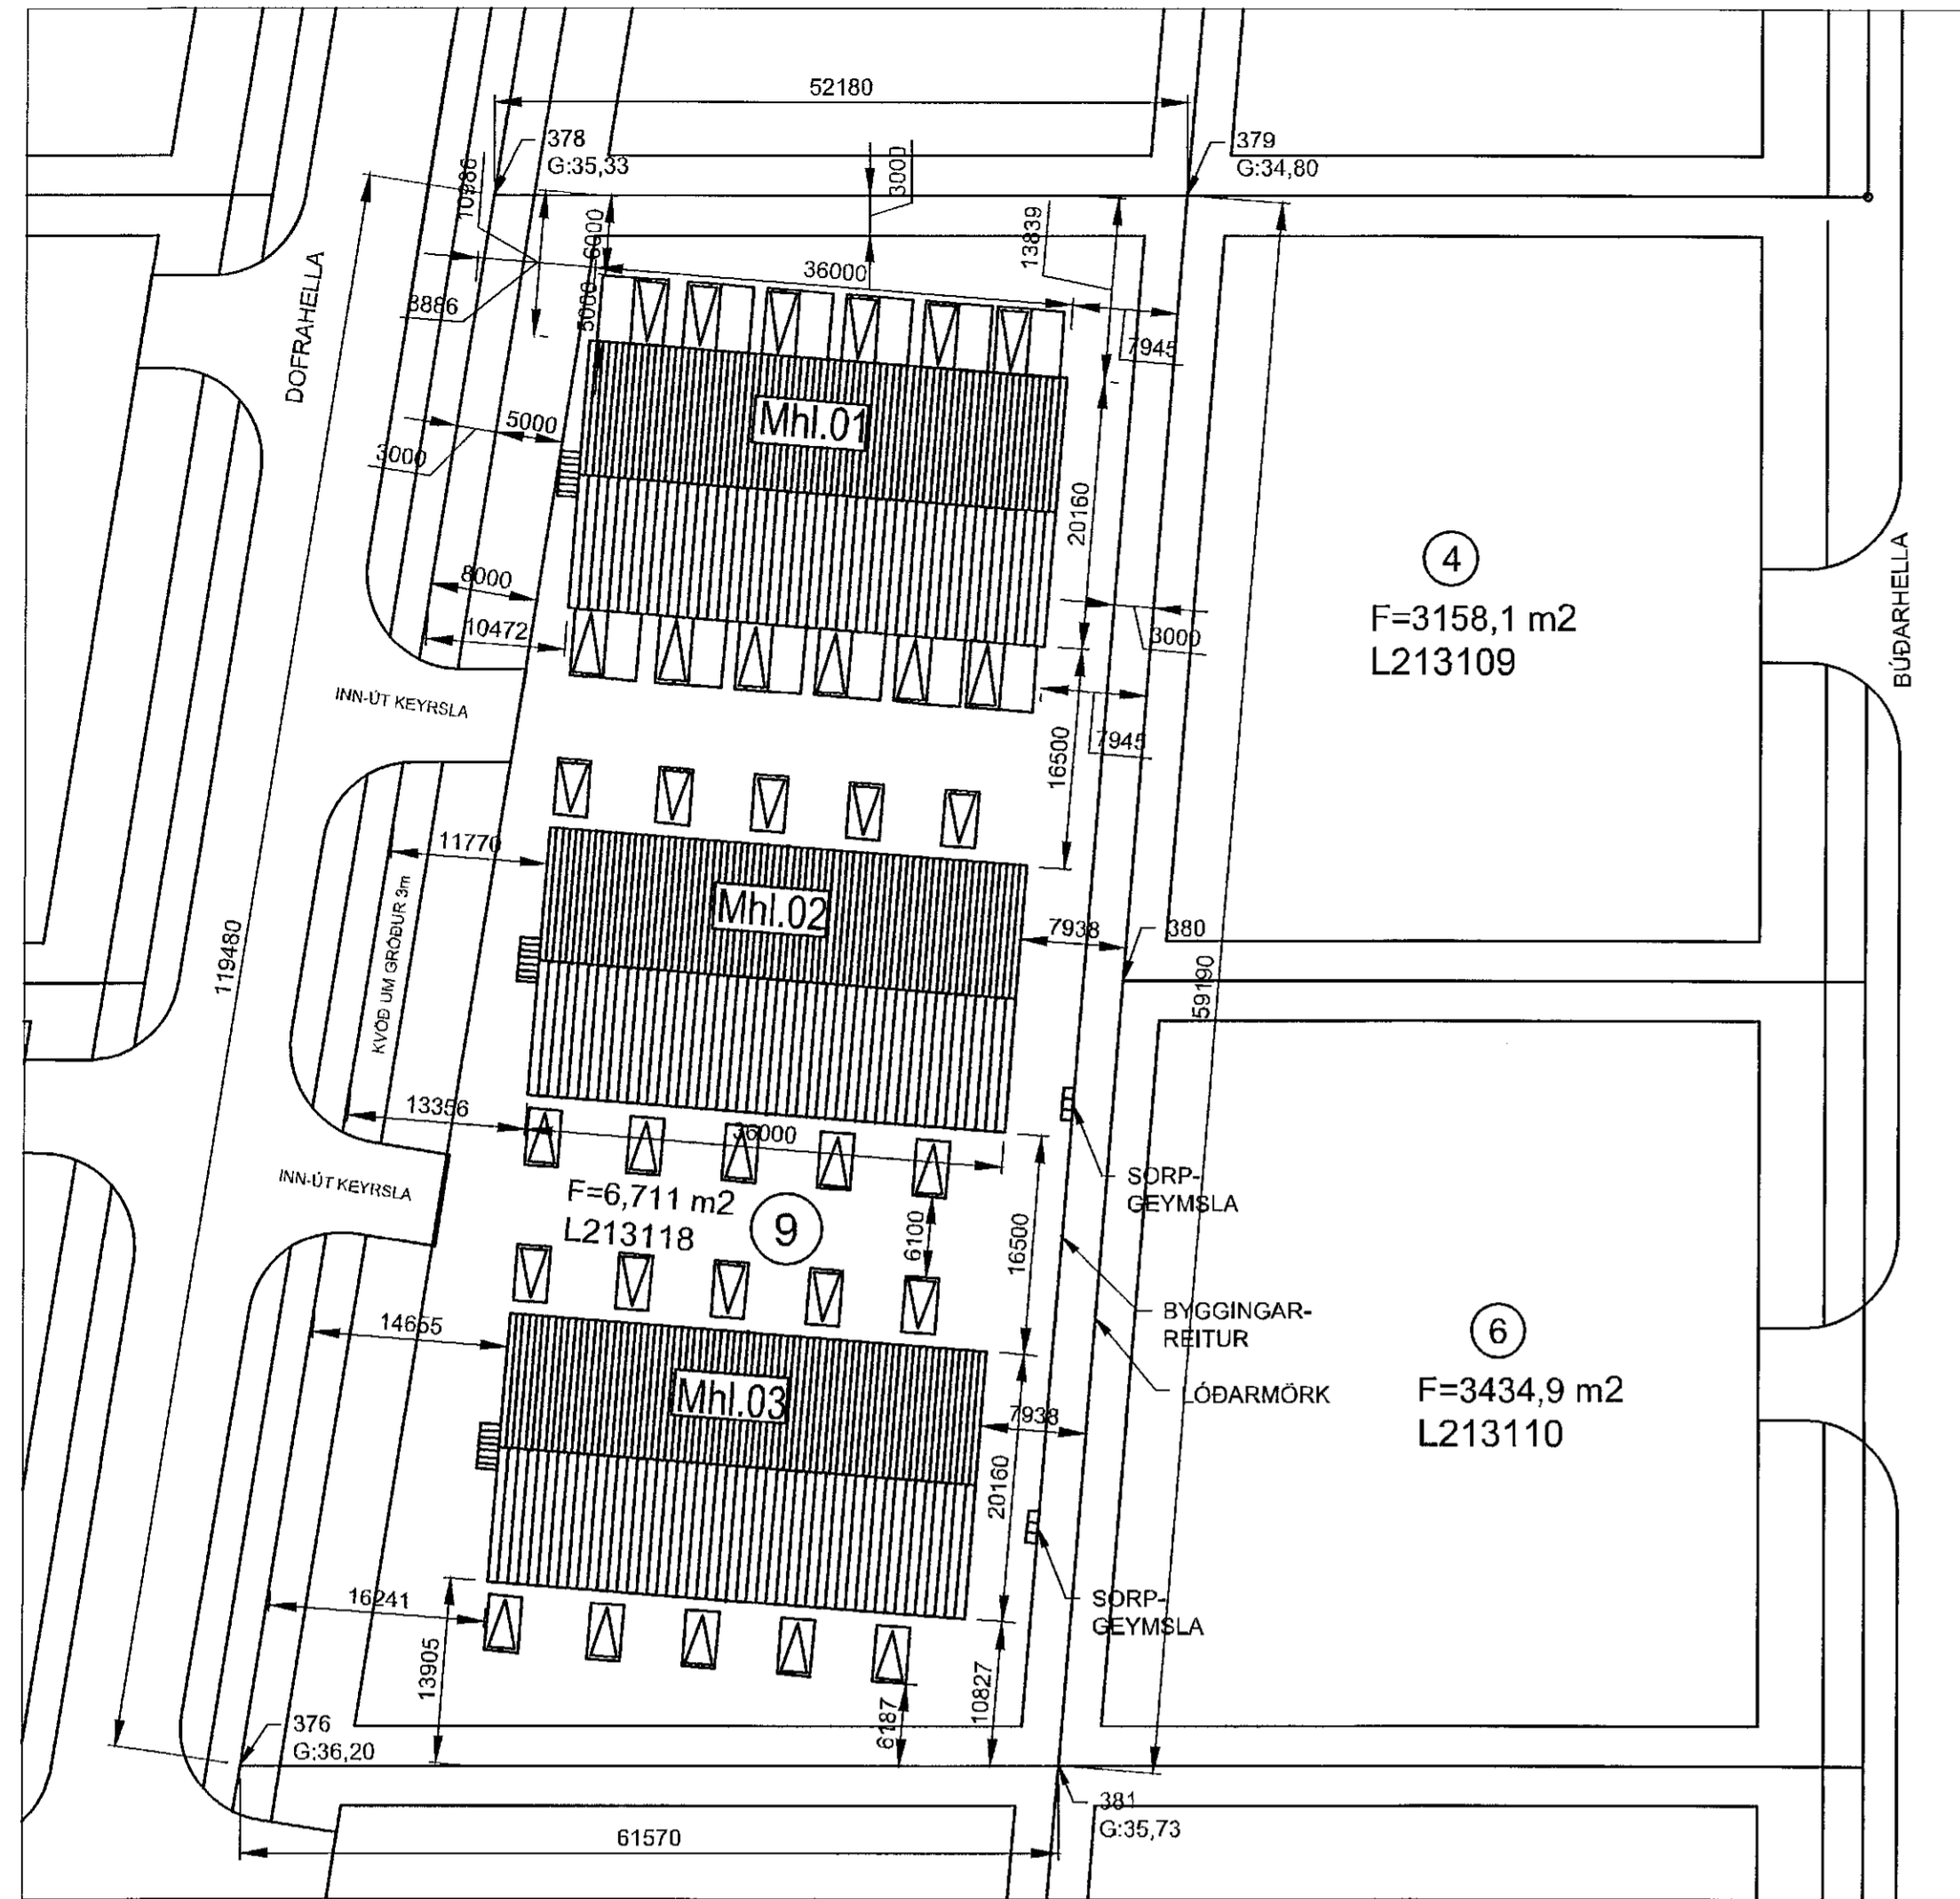 52180
378
G:35,33
379
G:34,80
10986
3000
6000
13839
36000
DOFRAHELLA
5000
7945
Mhl.01
5000
3000
20160
8000
10472
3000
4
F=3158,1 m2
L213109
BÚÐARHELLA
INN-ÚT KEYRSLA
7945
16500
11770
Mhl.02
KVÖÐ UM GRÓÐUR 3m
7938
380
119480
59190
13356
36000
SORP-
GEYMSLA
INN-ÚT KEYRSLA
F=6,711 m2
L213118
9
6100
16500
BYGGINGAR-
REITUR
14655
6
F=3434,9 m2
L213110
LÓÐARMÖRK
Mhl.03
7938
20160
16241
SORP-
GEYMSLA
13905
10827
6187
376
G:36,20
381
G:35,73
61570